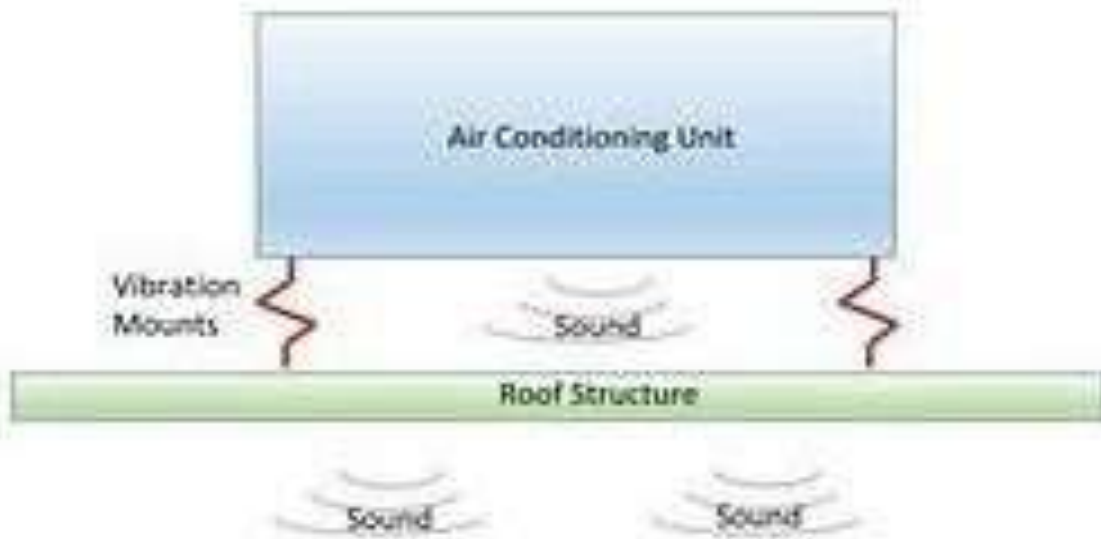 Air Conditioning Unit
Vibration
Mounts
Sound
Roof Structure
Sound
Sound